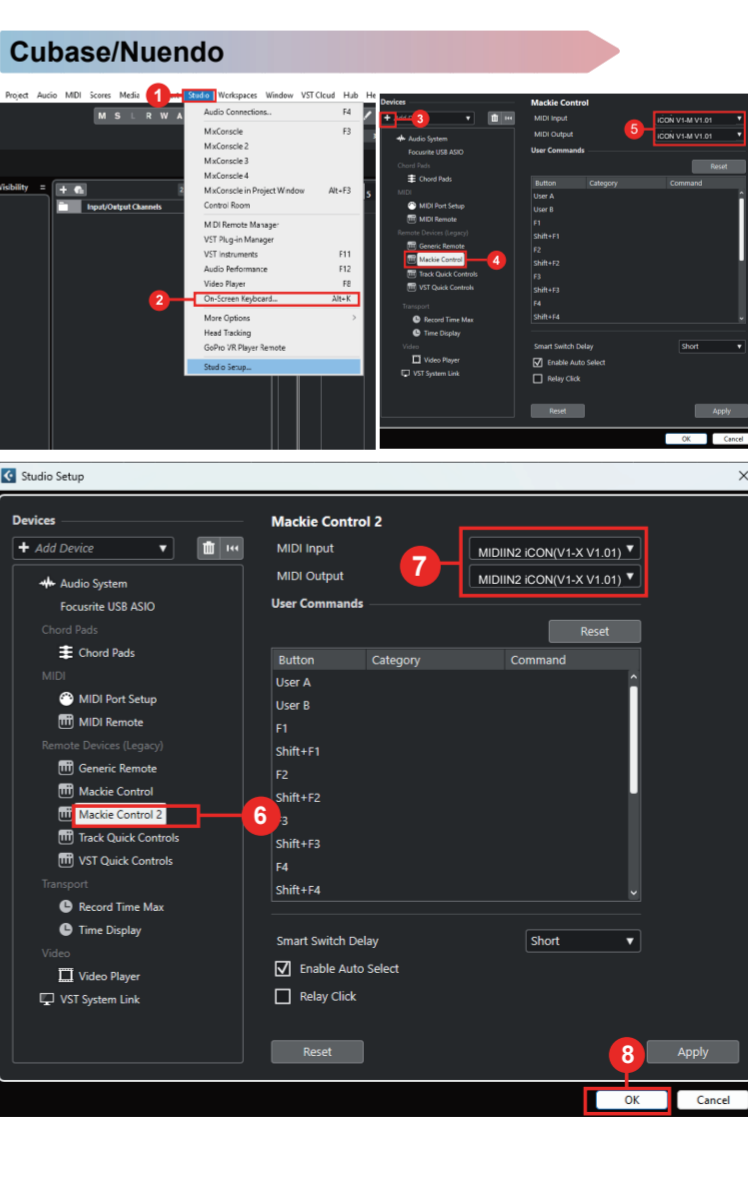 Cubase/Nuendo
Project Audio MIDI Scores Media Studio Workspaces Window VST Cloud Hub He
1
M S L R W A
Visibility
Input/Output Channels
Audio Connections... F4
MixConsole F3
MixConsole 2
MixConsole 3
MixConsole 4
MixConsole in Project Window Alt+F3
Control Room
MIDI Remote Manager
VST Plug-in Manager
VST Instruments F11
Audio Performance F12
Video Player F8
2
On-Screen Keyboard... Alt+K
More Options
Head Tracking
GoPro VR Player Remote
Studio Setup...
Devices
3
Audio System
Focusrite USB ASIO
Chord Pads
Chord Pads
MIDI
MIDI Port Setup
MIDI Remote
Remote Devices (Legacy)
Generic Remote
Mackie Control
4
Track Quick Controls
VST Quick Controls
Transport
Record Time Max
Time Display
Video
Video Player
VST System Link
Mackie Control
MIDI Input iCON V1-M V1.01
5
MIDI Output iCON V1-M V1.01
User Commands
Reset
Button Category Command
User A
User B
F1
Shift+F1
F2
Shift+F2
F3
Shift+F3
F4
Shift+F4
Smart Switch Delay Short
Enable Auto Select
Relay Click
Reset Apply
OK Cancel
Studio Setup
Devices
+ Add Device
Audio System
Focusrite USB ASIO
Chord Pads
Chord Pads
MIDI
MIDI Port Setup
MIDI Remote
Remote Devices (Legacy)
Generic Remote
Mackie Control
Mackie Control 2
6
Track Quick Controls
VST Quick Controls
Transport
Record Time Max
Time Display
Video
Video Player
VST System Link
Mackie Control 2
MIDI Input MIDIIN2 iCON(V1-X V1.01)
7
MIDI Output MIDIIN2 iCON(V1-X V1.01)
User Commands
Reset
Button Category Command
User A
User B
F1
Shift+F1
F2
Shift+F2
F3
Shift+F3
F4
Shift+F4
Smart Switch Delay Short
Enable Auto Select
Relay Click
Reset
8
Apply
OK Cancel